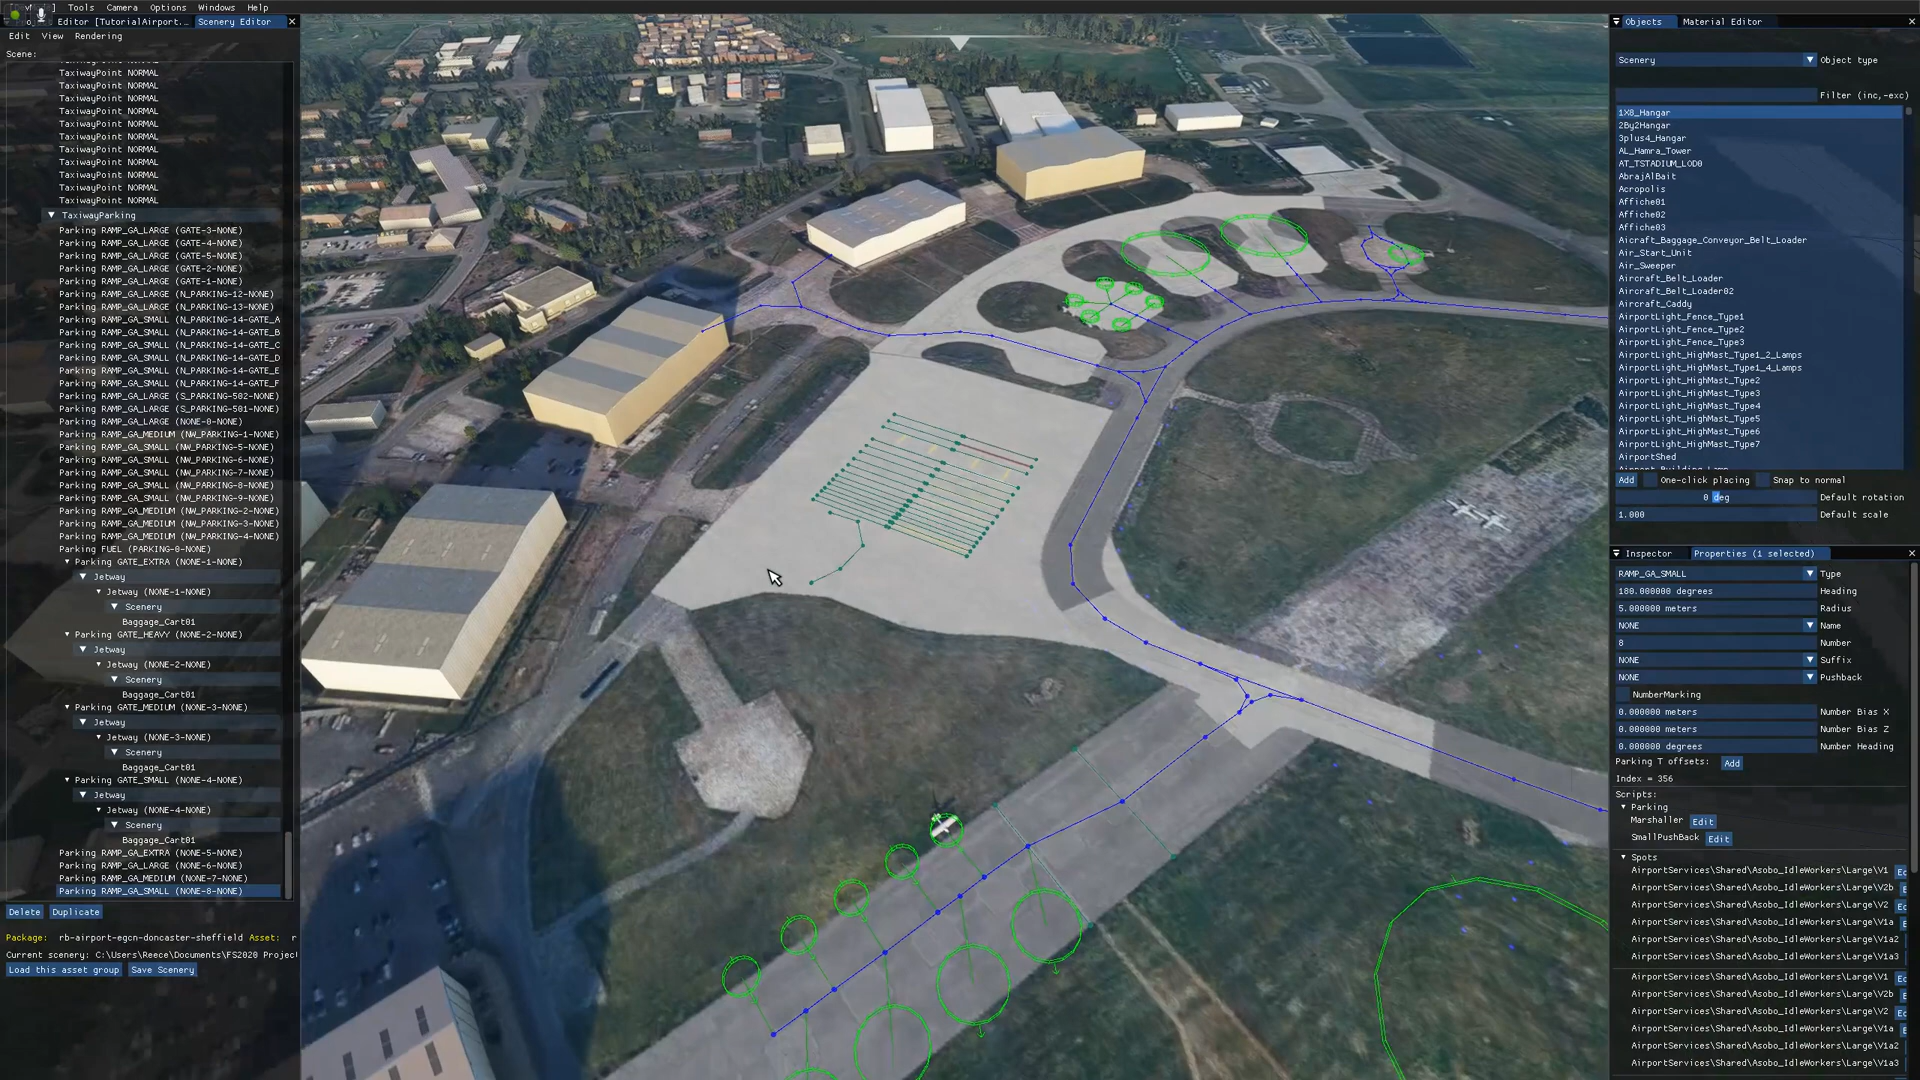 Tools Camera Options Windows Help
Editor [TutorialAirport...
Scenery Editor
Edit View Rendering
Scene:
TaxiwayPoint NORMAL
TaxiwayPoint NORMAL
TaxiwayPoint NORMAL
TaxiwayPoint NORMAL
TaxiwayPoint NORMAL
TaxiwayPoint NORMAL
TaxiwayPoint NORMAL
TaxiwayPoint NORMAL
TaxiwayPoint NORMAL
TaxiwayPoint NORMAL
TaxiwayPoint NORMAL
TaxiwayParking
Parking RAMP_GA_LARGE (GATE-3-NONE)
Parking RAMP_GA_LARGE (GATE-4-NONE)
Parking RAMP_GA_LARGE (GATE-5-NONE)
Parking RAMP_GA_LARGE (GATE-2-NONE)
Parking RAMP_GA_LARGE (GATE-1-NONE)
Parking RAMP_GA_LARGE (N_PARKING-12-NONE)
Parking RAMP_GA_LARGE (N_PARKING-13-NONE)
Parking RAMP_GA_SMALL (N_PARKING-14-GATE_A
Parking RAMP_GA_SMALL (N_PARKING-14-GATE_B
Parking RAMP_GA_SMALL (N_PARKING-14-GATE_C
Parking RAMP_GA_SMALL (N_PARKING-14-GATE_D
Parking RAMP_GA_SMALL (N_PARKING-14-GATE_E
Parking RAMP_GA_SMALL (N_PARKING-14-GATE_F
Parking RAMP_GA_LARGE (S_PARKING-502-NONE)
Parking RAMP_GA_LARGE (S_PARKING-501-NONE)
Parking RAMP_GA_LARGE (NONE-0-NONE)
Parking RAMP_GA_MEDIUM (NW_PARKING-1-NONE)
Parking RAMP_GA_SMALL (NW_PARKING-5-NONE)
Parking RAMP_GA_SMALL (NW_PARKING-6-NONE)
Parking RAMP_GA_SMALL (NW_PARKING-7-NONE)
Parking RAMP_GA_SMALL (NW_PARKING-8-NONE)
Parking RAMP_GA_SMALL (NW_PARKING-9-NONE)
Parking RAMP_GA_MEDIUM (NW_PARKING-2-NONE)
Parking RAMP_GA_MEDIUM (NW_PARKING-3-NONE)
Parking RAMP_GA_MEDIUM (NW_PARKING-4-NONE)
Parking FUEL (PARKING-0-NONE)
Parking GATE_EXTRA (NONE-1-NONE)
Jetway
Jetway (NONE-1-NONE)
Scenery
Baggage_Cart01
Parking GATE_HEAVY (NONE-2-NONE)
Jetway
Jetway (NONE-2-NONE)
Scenery
Baggage_Cart01
Parking GATE_MEDIUM (NONE-3-NONE)
Jetway
Jetway (NONE-3-NONE)
Scenery
Baggage_Cart01
Parking GATE_SMALL (NONE-4-NONE)
Jetway
Jetway (NONE-4-NONE)
Scenery
Baggage_Cart01
Parking RAMP_GA_EXTRA (NONE-5-NONE)
Parking RAMP_GA_LARGE (NONE-6-NONE)
Parking RAMP_GA_MEDIUM (NONE-7-NONE)
Parking RAMP_GA_SMALL (NONE-8-NONE)
Delete Duplicate
Package: rb-airport-egcn-doncaster-sheffield Asset: r
Current scenery: C:\Users\Reece\Documents\FS2020 Project
Load this asset group Save Scenery
Objects Material Editor
Scenery Object type
Filter (inc,-exc)
1X8_Hangar
2By2Hangar
3plus4_Hangar
AL_Hamra_Tower
AT_TSTADIUM_LOD0
AbrajAlBait
Acropolis
Affiche01
Affiche02
Affiche03
Aicraft_Baggage_Conveyor_Belt_Loader
Air_Start_Unit
Air_Sweeper
Aircraft_Belt_Loader
Aircraft_Belt_Loader02
Aircraft_Caddy
AirportLight_Fence_Type1
AirportLight_Fence_Type2
AirportLight_Fence_Type3
AirportLight_HighMast_Type1_2_Lamps
AirportLight_HighMast_Type1_4_Lamps
AirportLight_HighMast_Type2
AirportLight_HighMast_Type3
AirportLight_HighMast_Type4
AirportLight_HighMast_Type5
AirportLight_HighMast_Type6
AirportLight_HighMast_Type7
AirportShed
Add One-click placing Snap to normal
0 deg Default rotation
1.000 Default scale
Inspector Properties (1 selected)
RAMP_GA_SMALL Type
180.000000 degrees Heading
5.000000 meters Radius
NONE Name
8 Number
NONE Suffix
NONE Pushback
NumberMarking
0.000000 meters Number Bias X
0.000000 meters Number Bias Z
0.000000 degrees Number Heading
Parking T offsets: Add
Index = 356
Scripts:
Parking
Marshaller Edit
SmallPushBack Edit
Spots
AirportServices\Shared\Asobo_IdleWorkers\Large\V1
AirportServices\Shared\Asobo_IdleWorkers\Large\V2b
AirportServices\Shared\Asobo_IdleWorkers\Large\V2
AirportServices\Shared\Asobo_IdleWorkers\Large\V1a
AirportServices\Shared\Asobo_IdleWorkers\Large\V1a2
AirportServices\Shared\Asobo_IdleWorkers\Large\V1a3
AirportServices\Shared\Asobo_IdleWorkers\Large\V1
AirportServices\Shared\Asobo_IdleWorkers\Large\V2b
AirportServices\Shared\Asobo_IdleWorkers\Large\V2
AirportServices\Shared\Asobo_IdleWorkers\Large\V1a
AirportServices\Shared\Asobo_IdleWorkers\Large\V1a2
AirportServices\Shared\Asobo_IdleWorkers\Large\V1a3